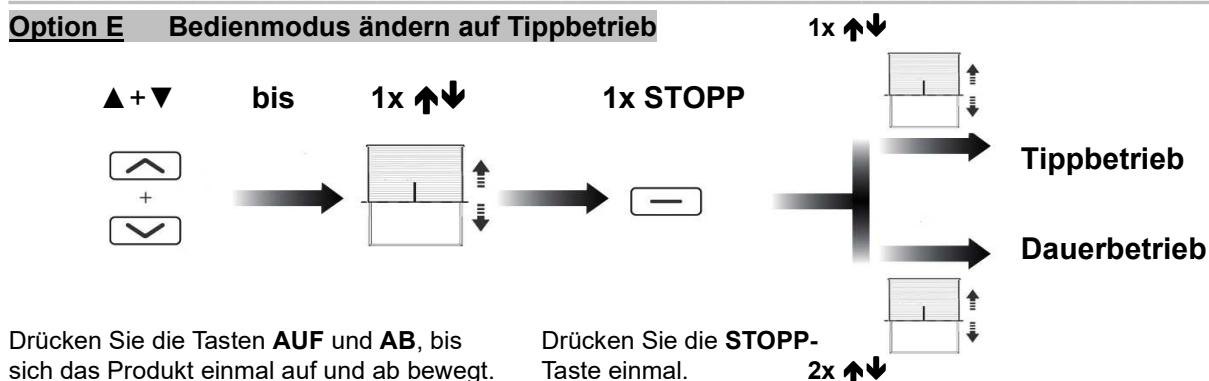 Option E Bedienmodus ändern auf Tippbetrieb 1x 🡹🡻
▲ + ▼ bis 1x 🡹🡻 1x STOPP
+
Tippbetrieb
Dauerbetrieb
Drücken Sie die Tasten AUF und AB, bis
sich das Produkt einmal auf und ab bewegt.
Drücken Sie die STOPP-
Taste einmal.
2x 🡹🡻